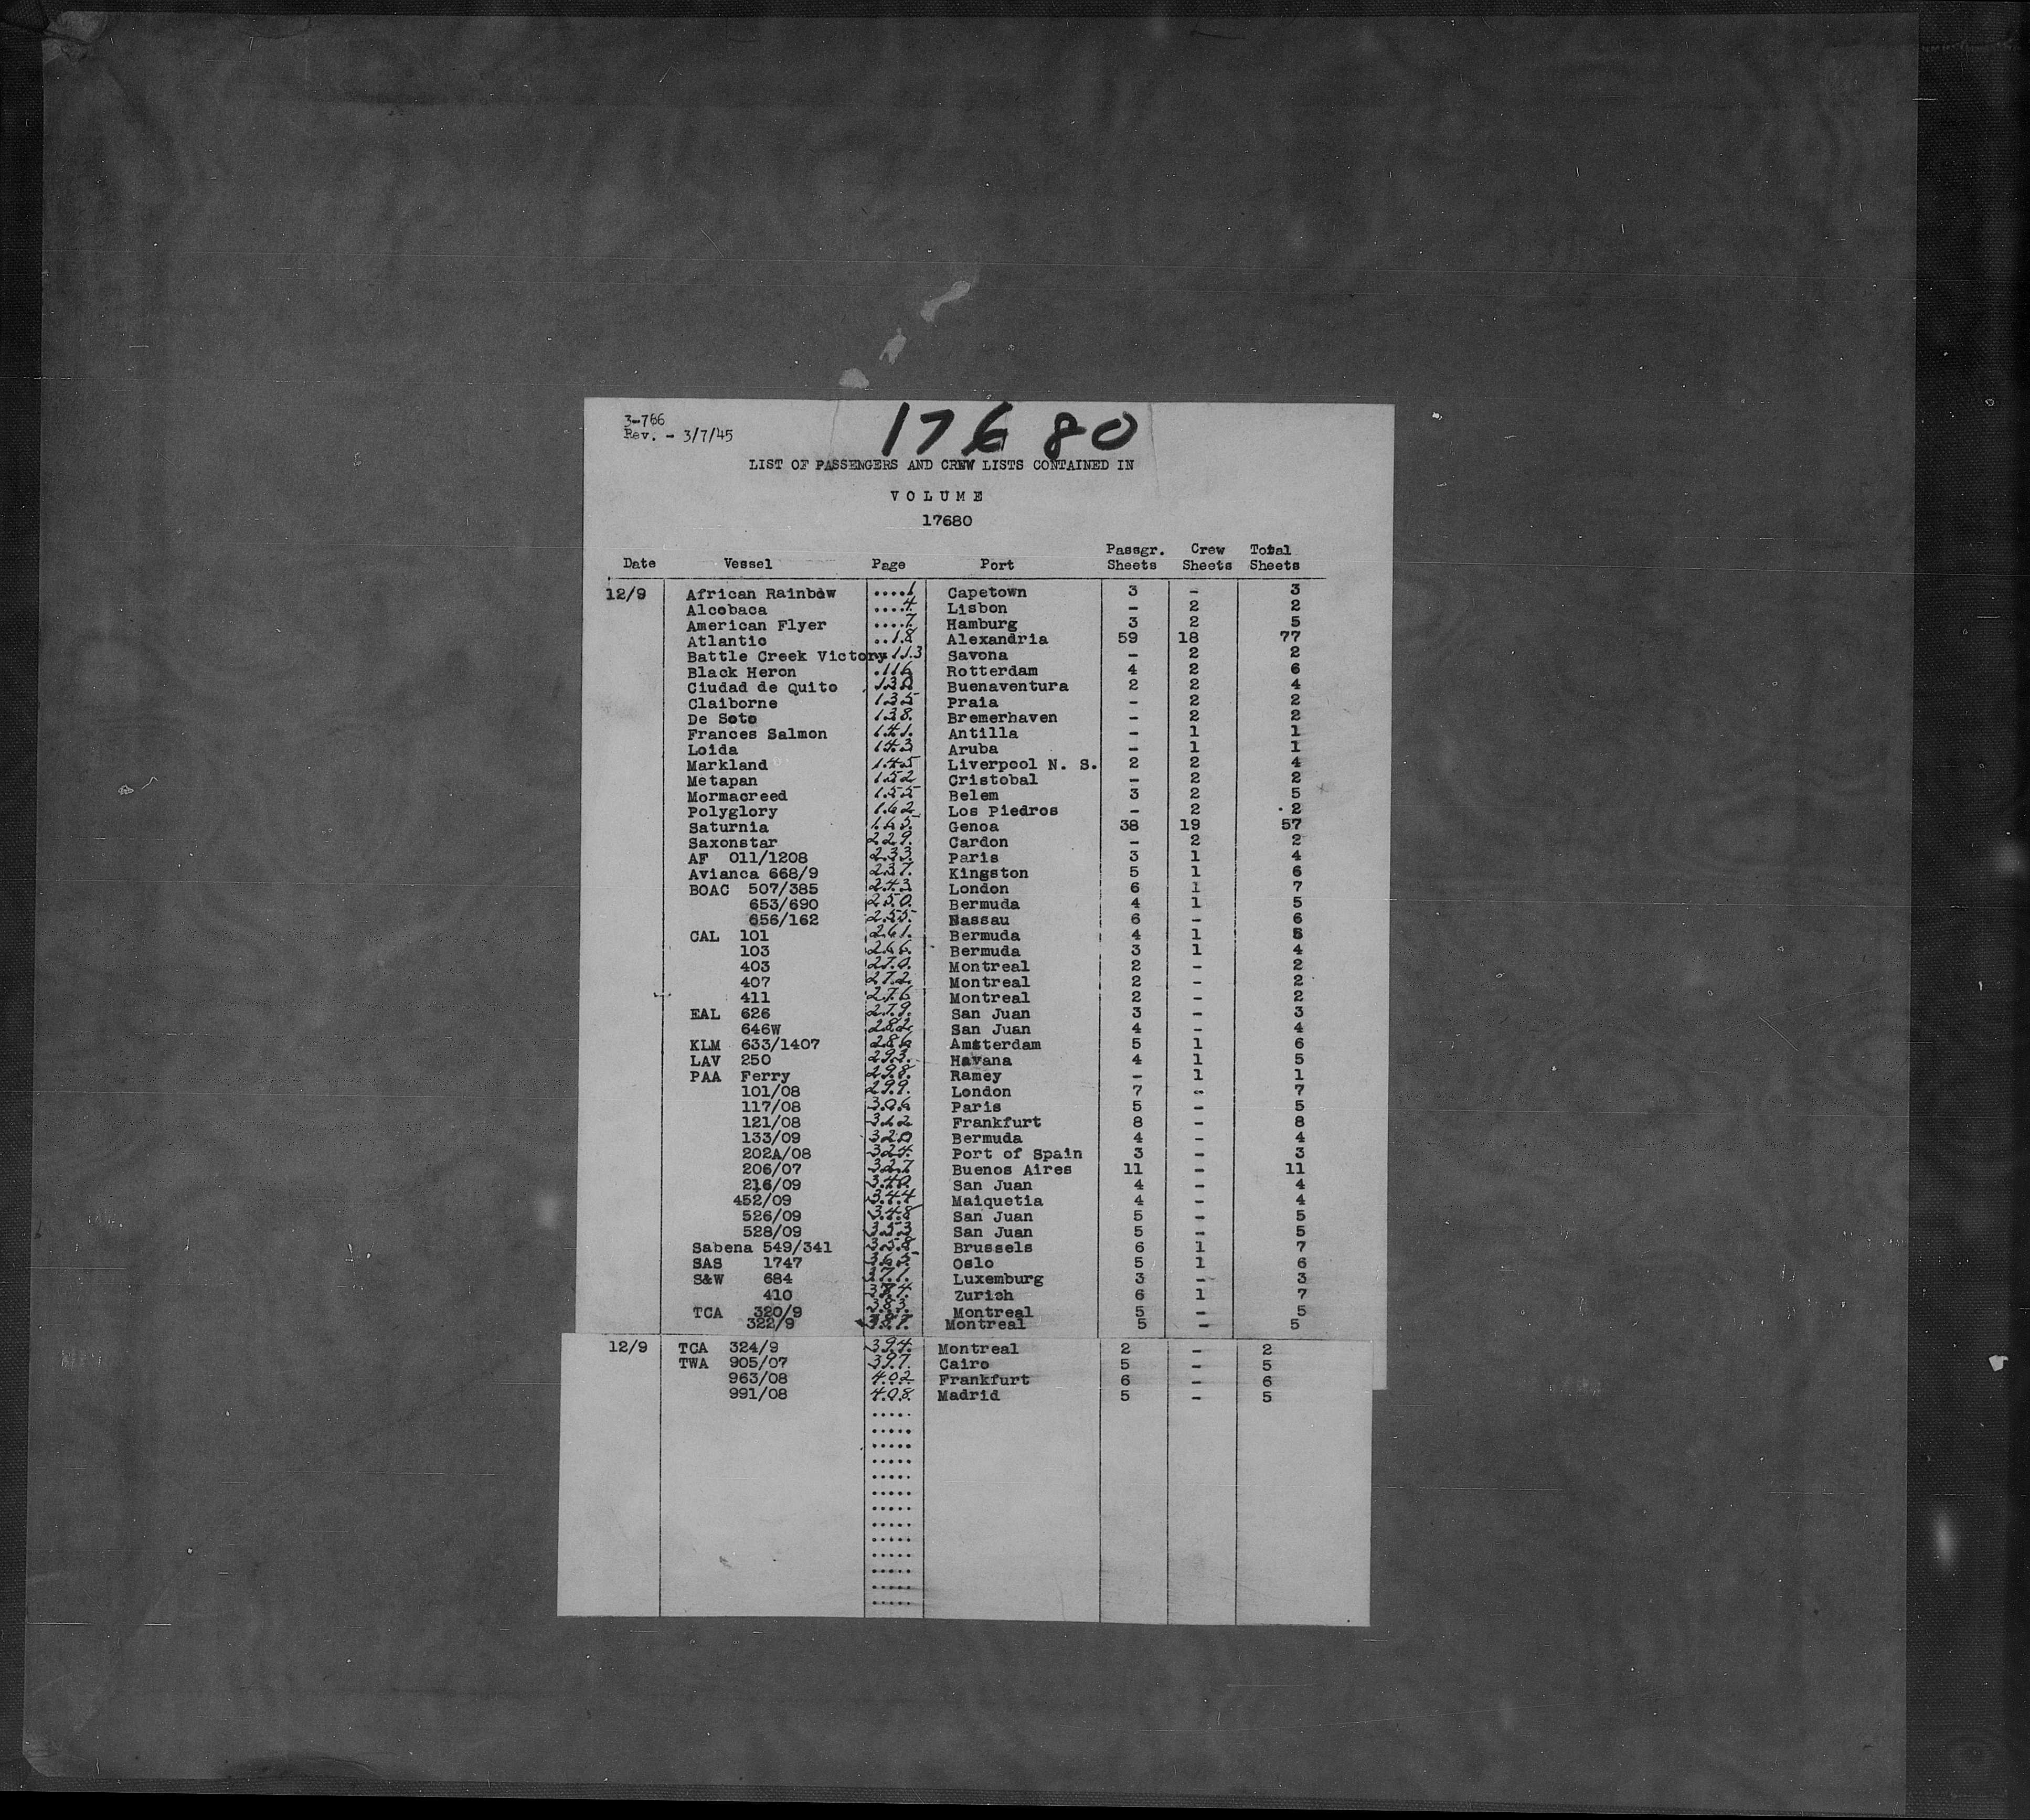 3-766
Rev. - 3/7/45
17680
LIST OF PASSENGERS AND CREW LISTS CONTAINED IN
VOLUME
17680
Date Vessel Page Port Passgr. Sheets Crew Sheets Total Sheets
12/9 African Rainbow ....1 Capetown 3 - 3
Alcobaca ....4 Lisbon - 2 2
American Flyer ....7 Hamburg 3 2 5
Atlantic ..18 Alexandria 59 18 77
Battle Creek Victory 113 Savona - 2 2
Black Heron .116 Rotterdam 4 2 6
Ciudad de Quito 130 Buenaventura 2 2 4
Claiborne 135 Praia - 2 2
De Soto 138. Bremerhaven - 2 2
Frances Salmon 141. Antilla - 1 1
Loida 143 Aruba - 1 1
Markland 145 Liverpool N. S. 2 2 4
Metapan 152 Cristobal - 2 2
Mormacreed 155 Belem 3 2 5
Polyglory 162 Los Piedros - 2 2
Saturnia 165 Genoa 38 19 57
Saxonstar 229. Cardon - 2 2
AF 011/1208 233. Paris 3 1 4
Avianca 668/9 237. Kingston 5 1 6
BOAC 507/385 243 London 6 1 7
653/690 250. Bermuda 4 1 5
656/162 255. Nassau 6 - 6
CAL 101 261. Bermuda 4 1 5
103 266. Bermuda 3 1 4
403 270. Montreal 2 - 2
407 272. Montreal 2 - 2
411 276 Montreal 2 - 2
EAL 626 279. San Juan 3 - 3
646W 282 San Juan 4 - 4
KLM 633/1407 286 Amsterdam 5 1 6
LAV 250 293. Havana 4 1 5
PAA Ferry 298. Ramey - 1 1
101/08 299. London 7 - 7
117/08 306 Paris 5 - 5
121/08 312 Frankfurt 8 - 8
133/09 320 Bermuda 4 - 4
202A/08 324. Port of Spain 3 - 3
206/07 327 Buenos Aires 11 - 11
216/09 340. San Juan 4 - 4
452/09 344 Maiquetia 4 - 4
526/09 348 San Juan 5 - 5
528/09 353 San Juan 5 - 5
Sabena 549/341 358 Brussels 6 1 7
SAS 1747 365 Oslo 5 1 6
S&W 684 371. Luxemburg 3 - 3
410 374. Zurich 6 1 7
TCA 320/9 383. Montreal 5 - 5
322/9 Montreal 5 - 5
12/9 TCA 324/9 394. Montreal 2 - 2
TWA 905/07 397. Cairo 5 - 5
963/08 402 Frankfurt 6 - 6
991/08 408. Madrid 5 - 5